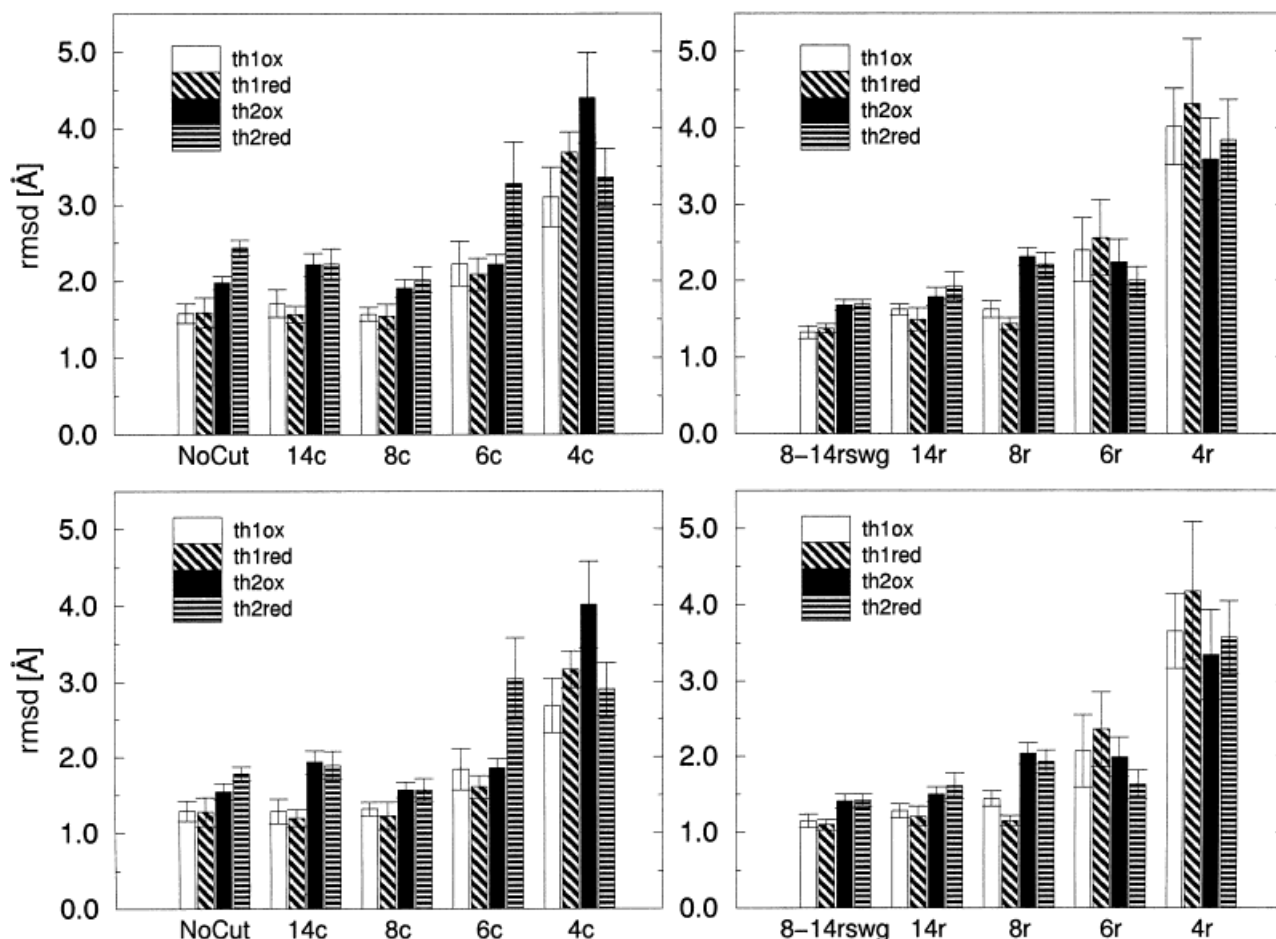 5.0
4.0
3.0
2.0
1.0
0.0
rmsd [Å]
th1ox
th1red
th2ox
th2red
NoCut 14c 8c 6c 4c
5.0
4.0
3.0
2.0
1.0
0.0
th1ox
th1red
th2ox
th2red
8–14rswg 14r 8r 6r 4r
5.0
4.0
3.0
2.0
1.0
0.0
rmsd [Å]
th1ox
th1red
th2ox
th2red
NoCut 14c 8c 6c 4c
5.0
4.0
3.0
2.0
1.0
0.0
th1ox
th1red
th2ox
th2red
8–14rswg 14r 8r 6r 4r